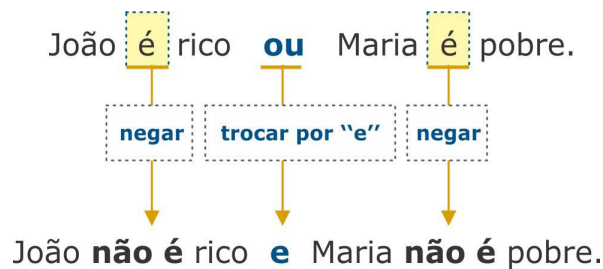 João é rico ou Maria é pobre.
negar trocar por ‘‘e’’ negar
João não é rico e Maria não é pobre.